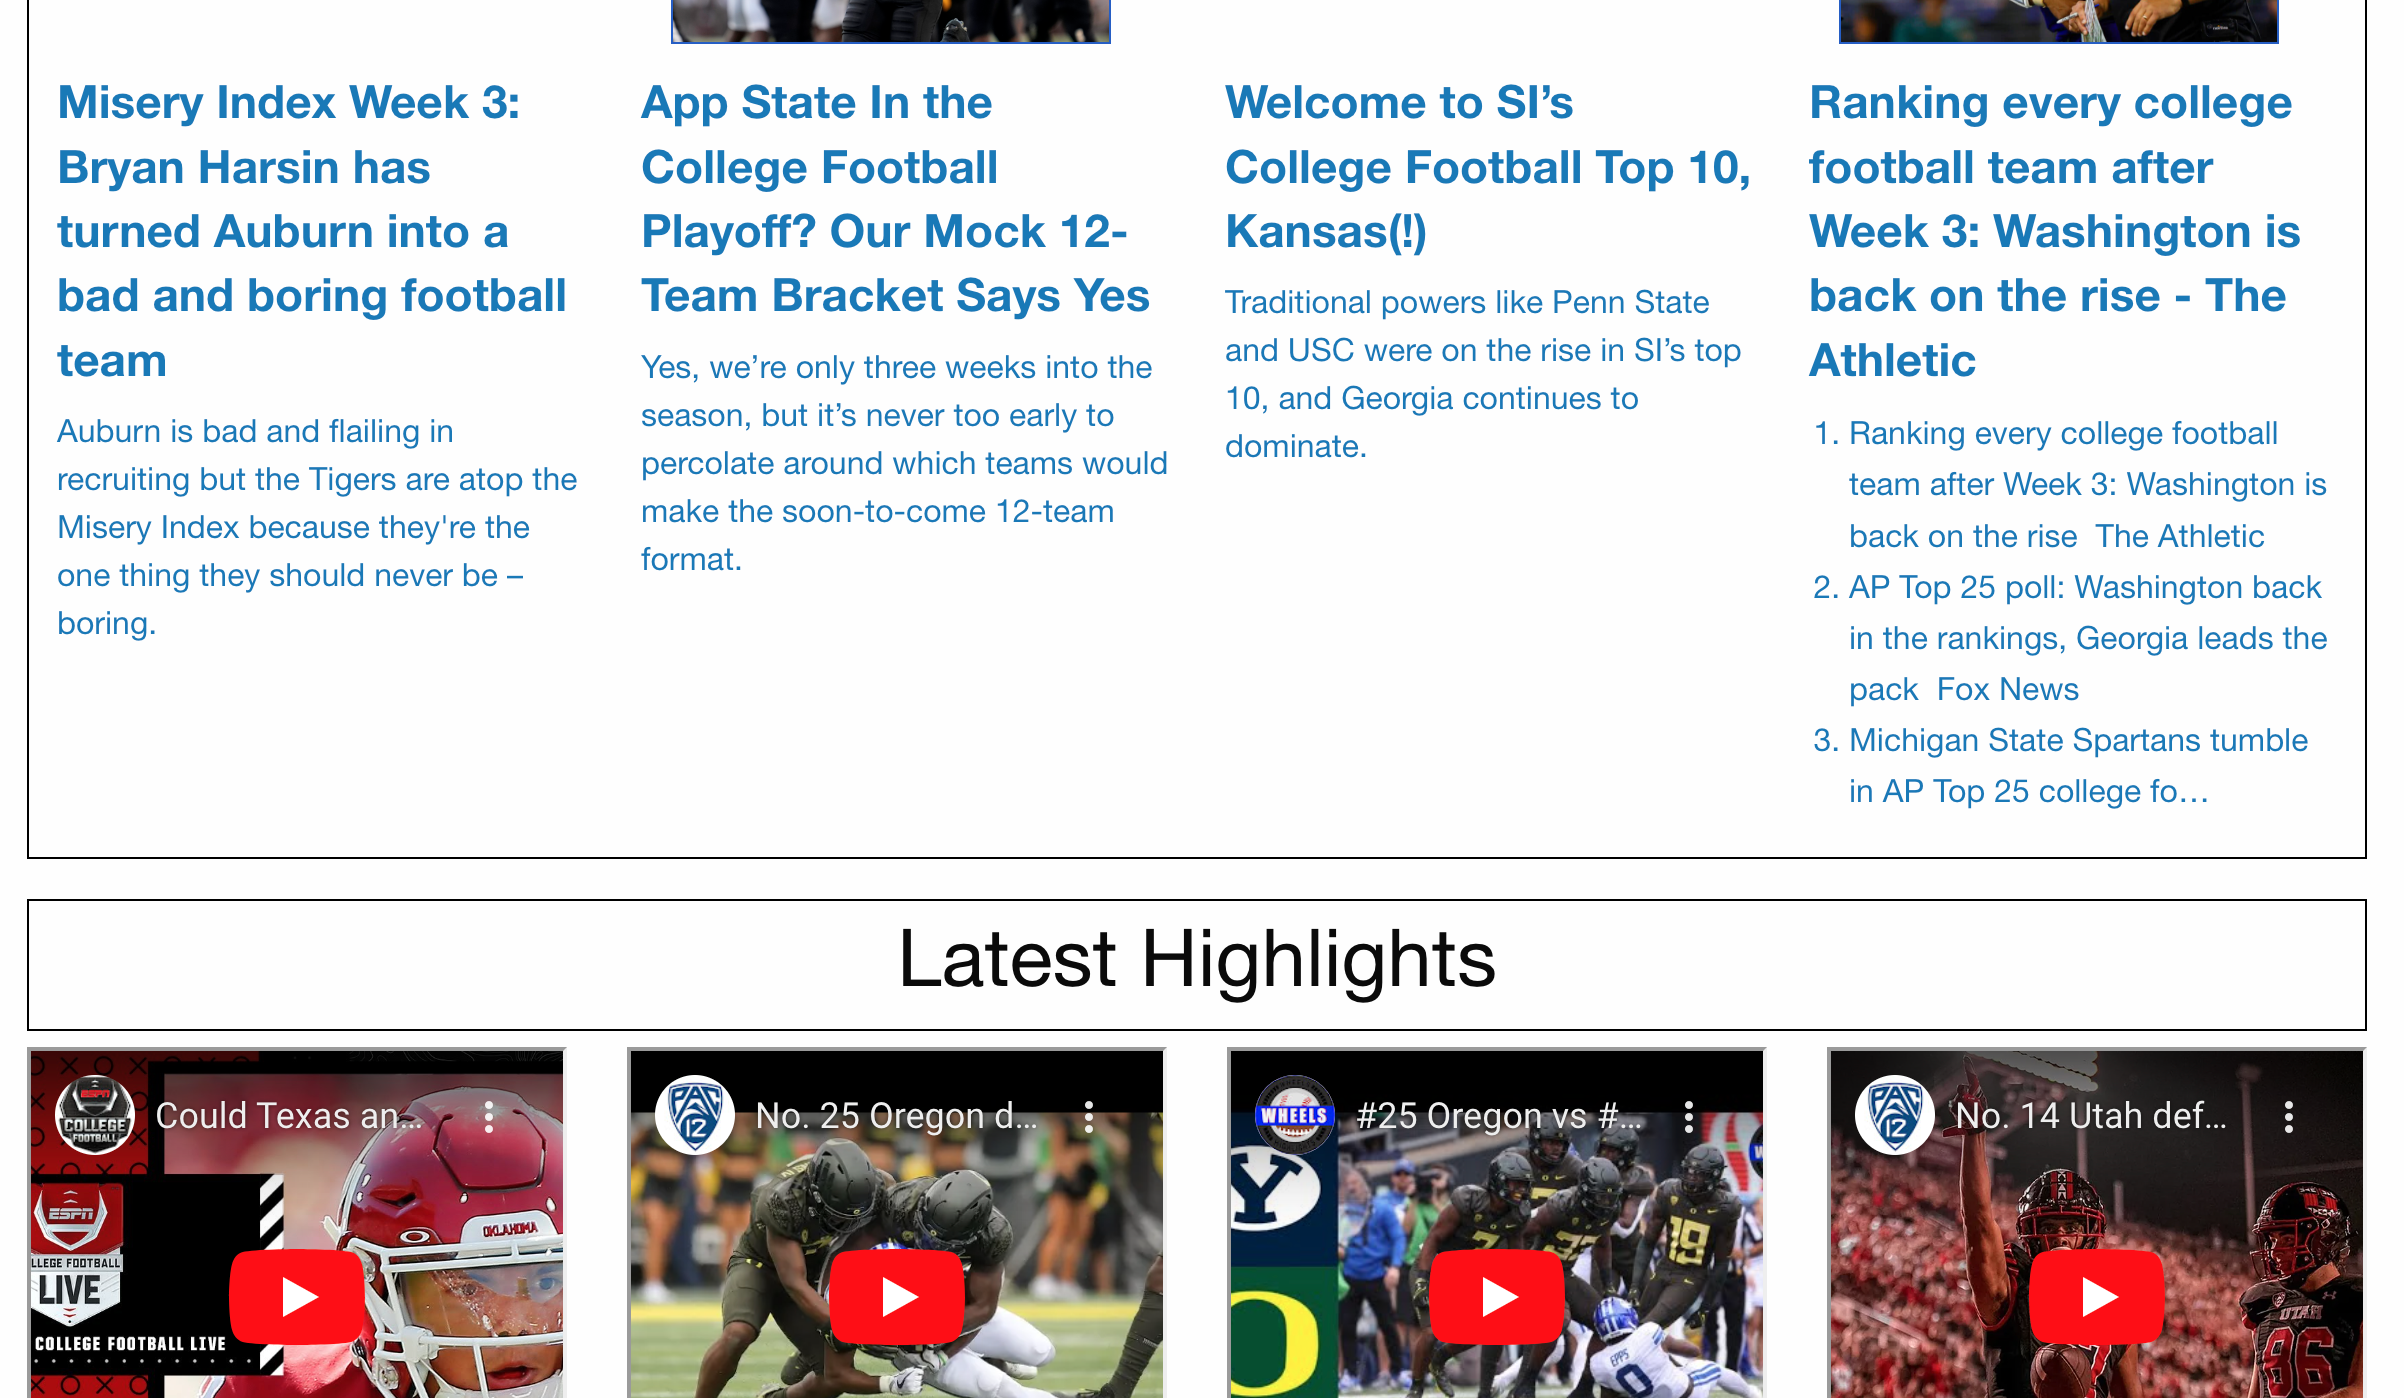 Misery Index Week 3:
Bryan Harsin has
turned Auburn into a
bad and boring football
team
Auburn is bad and flailing in
recruiting but the Tigers are atop the
Misery Index because they're the
one thing they should never be –
boring.
App State In the
College Football
Playoff? Our Mock 12-
Team Bracket Says Yes
Yes, we’re only three weeks into the
season, but it’s never too early to
percolate around which teams would
make the soon-to-come 12-team
format.
Welcome to SI’s
College Football Top 10,
Kansas(!)
Traditional powers like Penn State
and USC were on the rise in SI’s top
10, and Georgia continues to
dominate.
Ranking every college
football team after
Week 3: Washington is
back on the rise - The
Athletic
1. Ranking every college football
team after Week 3: Washington is
back on the rise  The Athletic
2. AP Top 25 poll: Washington back
in the rankings, Georgia leads the
pack  Fox News
3. Michigan State Spartans tumble
in AP Top 25 college fo…
Latest Highlights
ESPN
COLLEGE
FOOTBALL
Could Texas an...
ESPN
LLEGE FOOTBALL
LIVE
COLLEGE FOOTBALL LIVE
OKLAHOMA
PAC
12
No. 25 Oregon d...
WHEELS
WHEELS
#25 Oregon vs #...
Y
O
7
33
19
EPPS
0
PAC
12
No. 14 Utah def...
UTAH
86
7